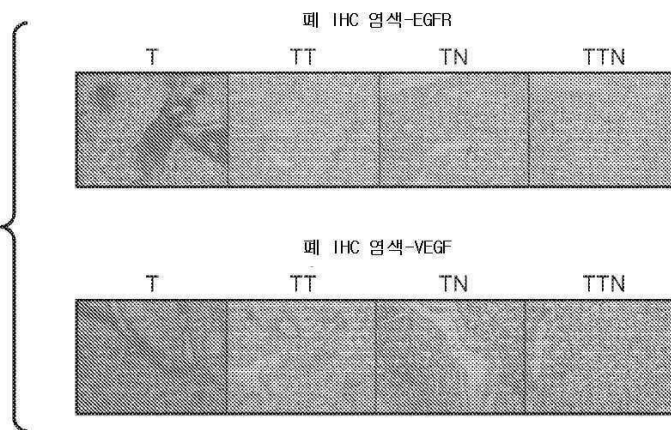 폐 IHC 염색-EGFR
T TT TN TTN
폐 IHC 염색-VEGF
T TT TN TTN